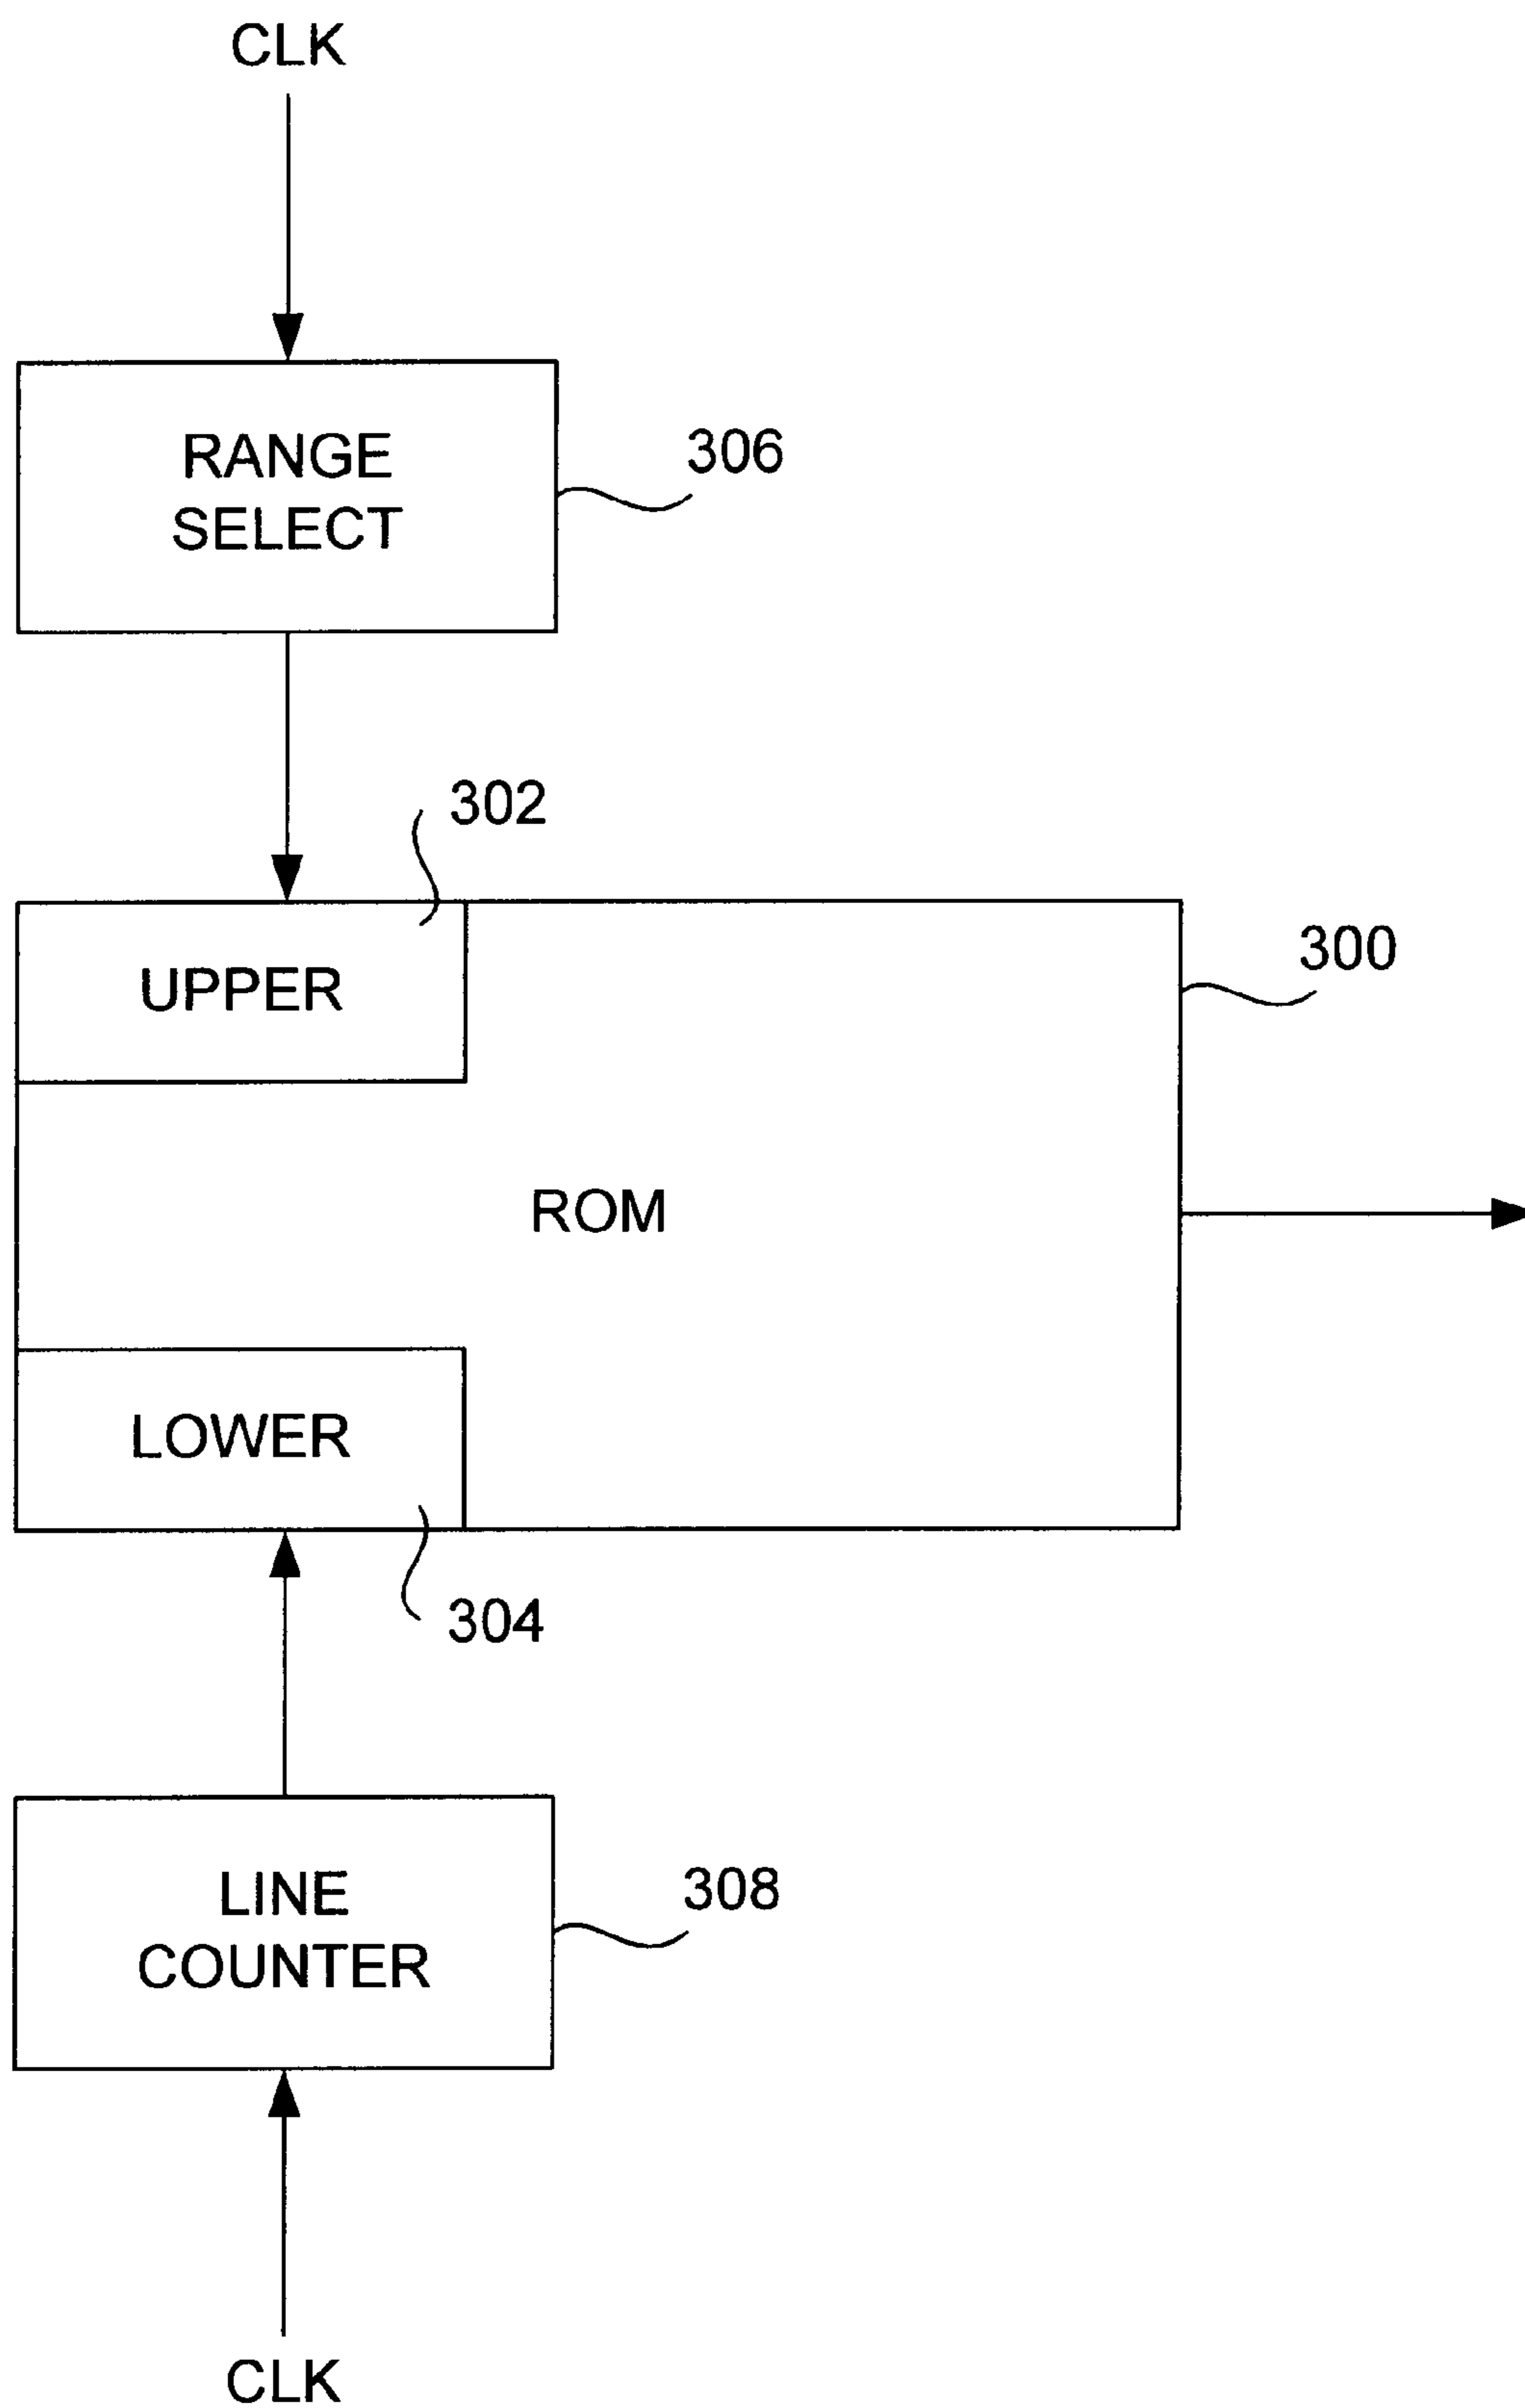 CLK
RANGE
SELECT
306
302
UPPER
300
ROM
LOWER
304
LINE
COUNTER
308
CLK